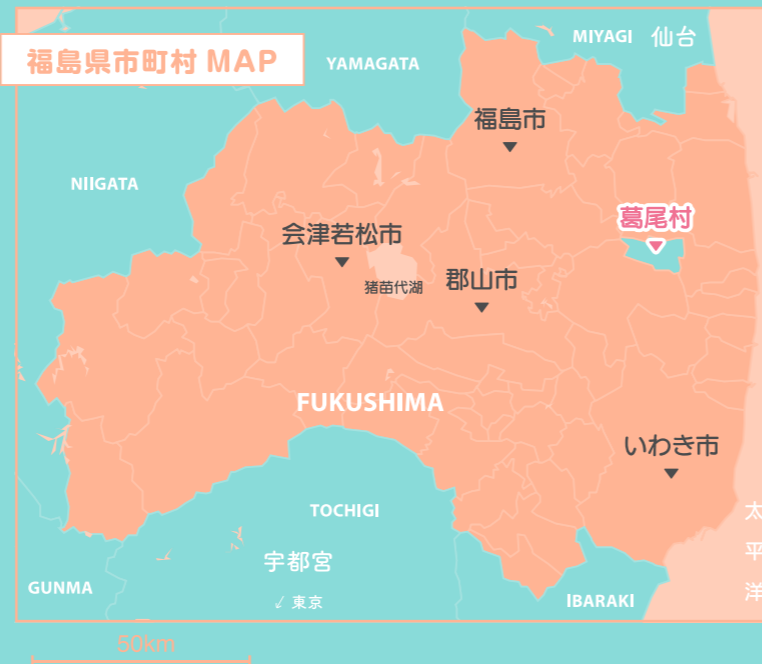 MIYAGI 仙台
福島県市町村 MAP
YAMAGATA
福島市
NIIGATA
葛尾村
会津若松市
郡山市
猪苗代湖
FUKUSHIMA
いわき市
TOCHIGI
太平洋
宇都宮
GUNMA
↙ 東京
IBARAKI
50km